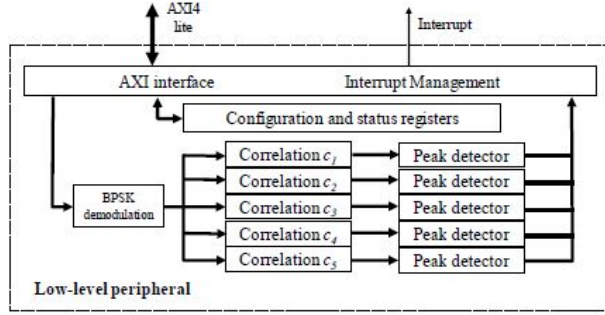 AXI4
lite
Interrupt
AXI interface
Interrupt Management
Configuration and status registers
Correlation c1
Peak detector
Correlation c2
Peak detector
BPSK
demodulation
Correlation c3
Peak detector
Correlation c4
Peak detector
Correlation c5
Peak detector
Low-level peripheral